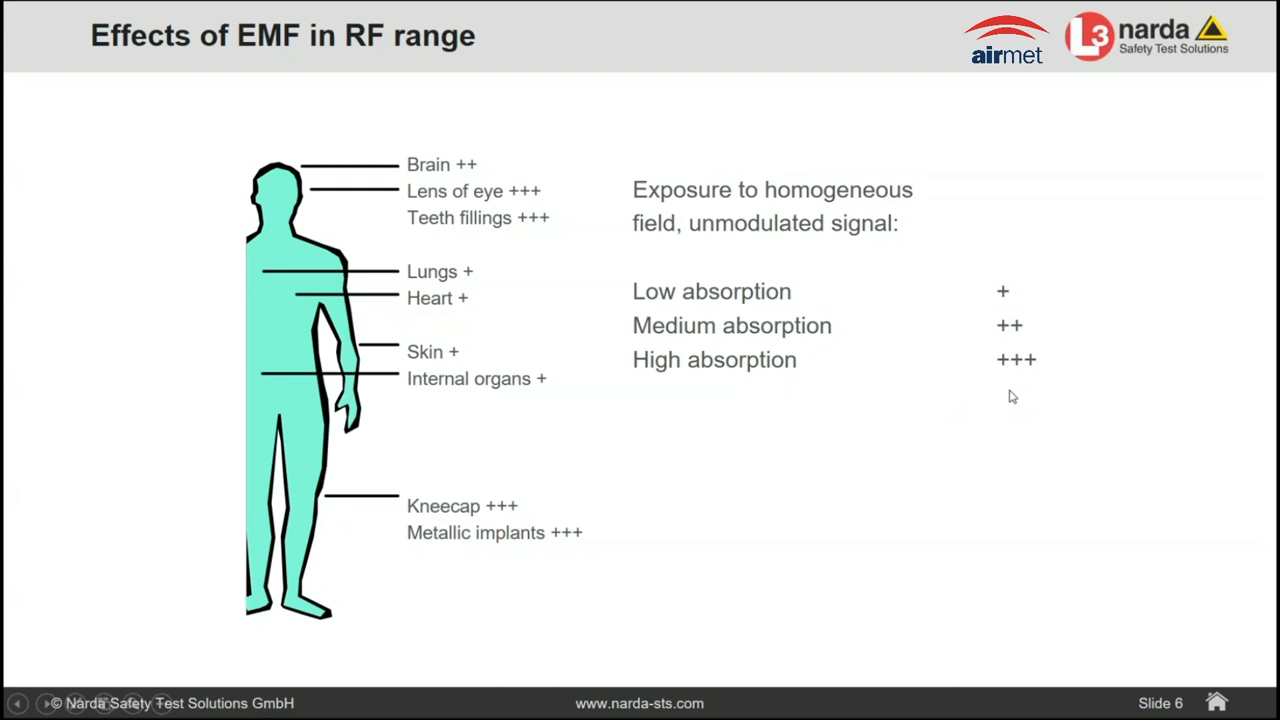 Effects of EMF in RF range
airmet
L3 narda
Safety Test Solutions
Brain ++
Lens of eye +++
Teeth fillings +++
Lungs +
Heart +
Skin +
Internal organs +
Kneecap +++
Metallic implants +++
Exposure to homogeneous
field, unmodulated signal:
Low absorption +
Medium absorption ++
High absorption +++
© Narda Safety Test Solutions GmbH
www.narda-sts.com
Slide 6